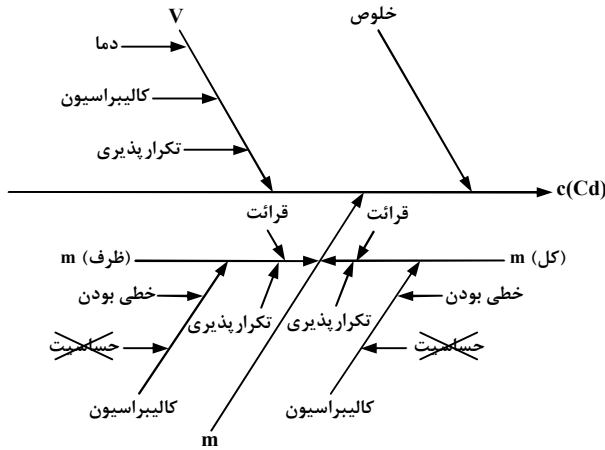 V
خلوص
دما
کالیبراسیون
تکرارپذیری
c(Cd)
قرائت
قرائت
m (ظرف)
m (کل)
خطی بودن
خطی بودن
تکرارپذیری
تکرارپذیری
حساسیت
حساسیت
کالیبراسیون
کالیبراسیون
m